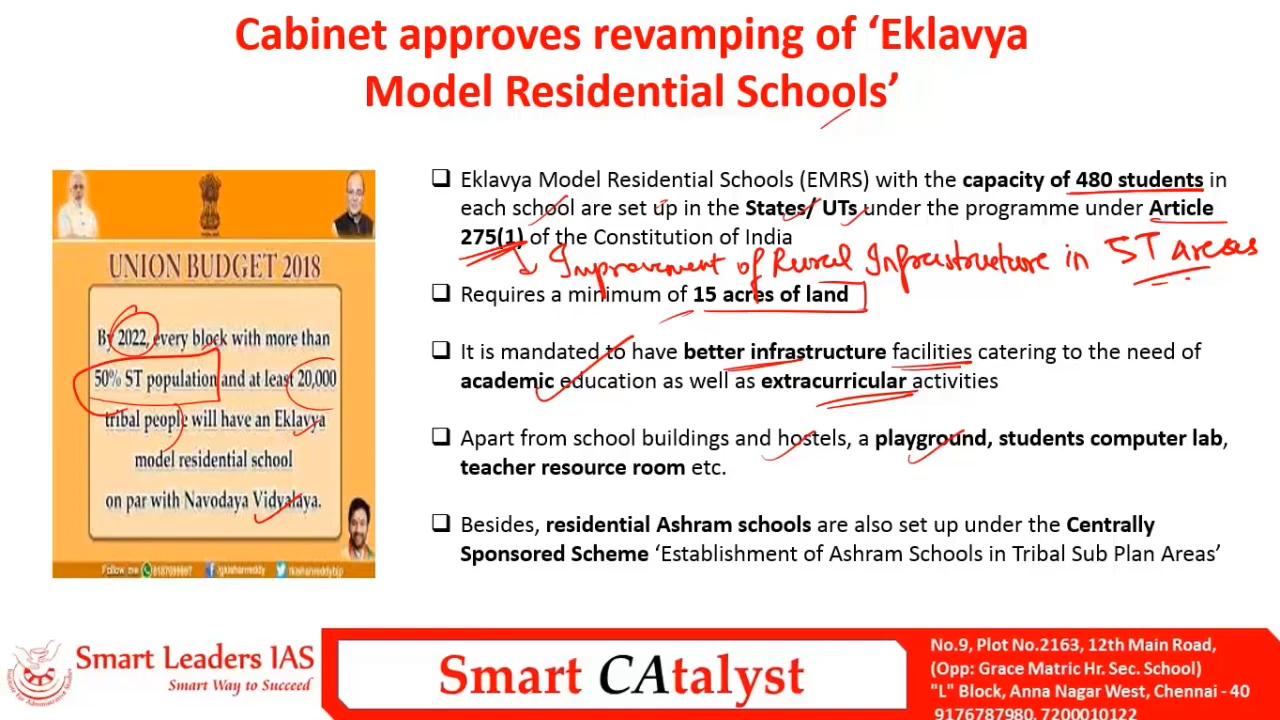 Cabinet approves revamping of ‘Eklavya
Model Residential Schools’
UNION BUDGET 2018
By 2022, every block with more than
50% ST population and at least 20,000
tribal people will have an Eklavya
model residential school
on par with Navodaya Vidyalaya.
Follow me
❑ Eklavya Model Residential Schools (EMRS) with the capacity of 480 students in
each school are set up in the States/ UTs under the programme under Article
275(1) of the Constitution of India
Improvement of Rural Infrastructure in ST areas
❑ Requires a minimum of 15 acres of land
❑ It is mandated to have better infrastructure facilities catering to the need of
academic education as well as extracurricular activities
❑ Apart from school buildings and hostels, a playground, students computer lab,
teacher resource room etc.
❑ Besides, residential Ashram schools are also set up under the Centrally
Sponsored Scheme ‘Establishment of Ashram Schools in Tribal Sub Plan Areas’
Smart Leaders IAS
Smart Way to Succeed
Smart CAtalyst
No.9, Plot No.2163, 12th Main Road,
(Opp: Grace Matric Hr. Sec. School)
"L" Block, Anna Nagar West, Chennai - 40
9176787980, 7200010122